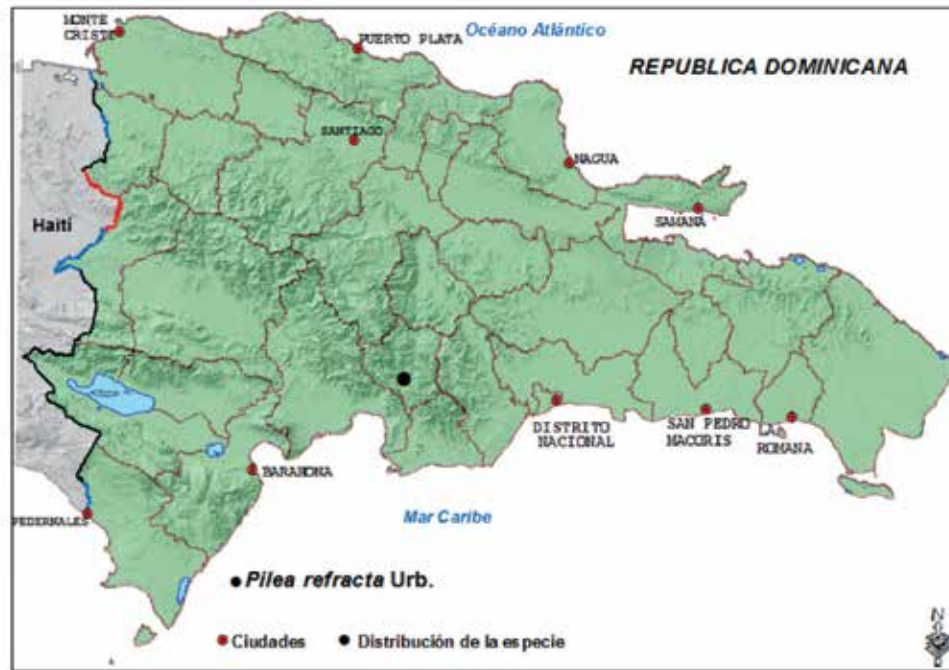 MONTE
CRISTI
PUERTO PLATA
Océano Atlántico
REPUBLICA DOMINICANA
SANTIAGO
NAGUA
SAMANA
Haití
DISTRITO
NACIONAL
SAN PEDRO
MACORIS
LA
ROMANA
BARAHONA
PEDERNALES
Mar Caribe
Pilea refracta Urb.
Ciudades
Distribución de la especie